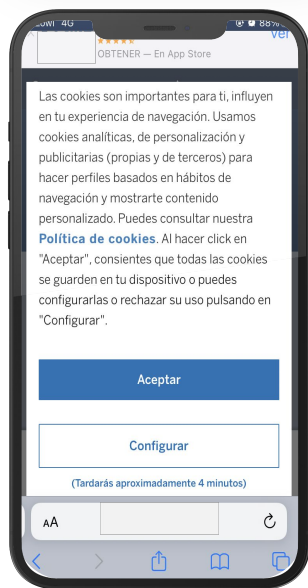 4G 88%
Ver
OBTENER — En App Store
Las cookies son importantes para ti, influyen
en tu experiencia de navegación. Usamos
cookies analíticas, de personalización y
publicitarias (propias y de terceros) para
hacer perfiles basados en hábitos de
navegación y mostrarte contenido
personalizado. Puedes consultar nuestra
Política de cookies. Al hacer click en
"Aceptar", consientes que todas las cookies
se guarden en tu dispositivo o puedes
configurarlas o rechazar su uso pulsando en
"Configurar".
Aceptar
Configurar
(Tardarás aproximadamente 4 minutos)
AA